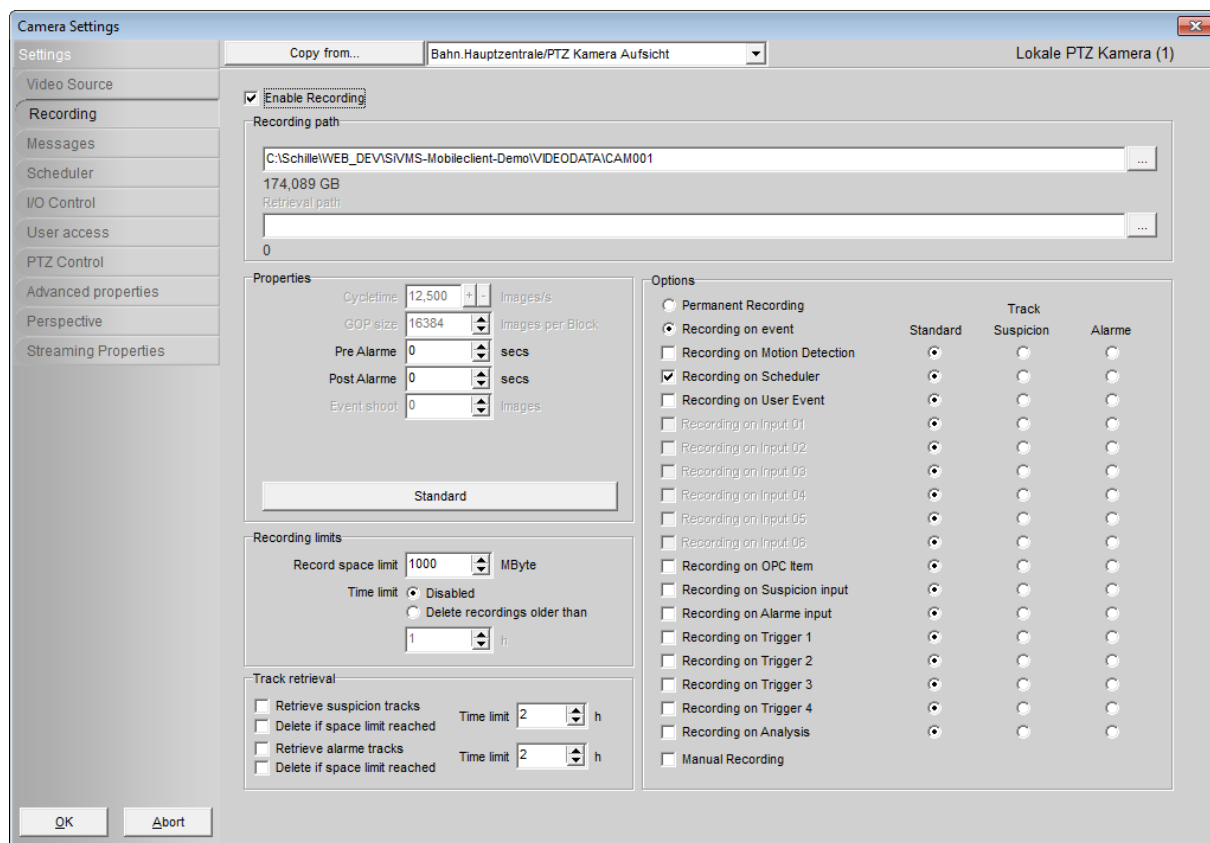 Camera Settings
Settings
Copy from...
Bahn.Hauptzentrale/PTZ Kamera Aufsicht
Lokale PTZ Kamera (1)
Video Source
Recording
Messages
Scheduler
I/O Control
User access
PTZ Control
Advanced properties
Perspective
Streaming Properties
Enable Recording
Recording path
C:\Schille\WEB_DEV\SiVMS-Mobileclient-Demo\VIDEODATA\CAM001
...
174,089 GB
Retrieval path
...
0
Properties
Cycletime 12,500 + - Images/s
GOP size 16384 Images per Block
Pre Alarme 0 secs
Post Alarme 0 secs
Event shoot 0 Images
Standard
Recording limits
Record space limit 1000 MByte
Time limit Disabled
Delete recordings older than
1 h
Track retrieval
Retrieve suspicion tracks
Delete if space limit reached
Time limit 2 h
Retrieve alarme tracks
Delete if space limit reached
Time limit 2 h
Options
Permanent Recording
Track
Recording on event
Standard Suspicion Alarme
Recording on Motion Detection
Recording on Scheduler
Recording on User Event
Recording on Input 01
Recording on Input 02
Recording on Input 03
Recording on Input 04
Recording on Input 05
Recording on Input 06
Recording on OPC Item
Recording on Suspicion input
Recording on Alarme input
Recording on Trigger 1
Recording on Trigger 2
Recording on Trigger 3
Recording on Trigger 4
Recording on Analysis
Manual Recording
OK
Abort